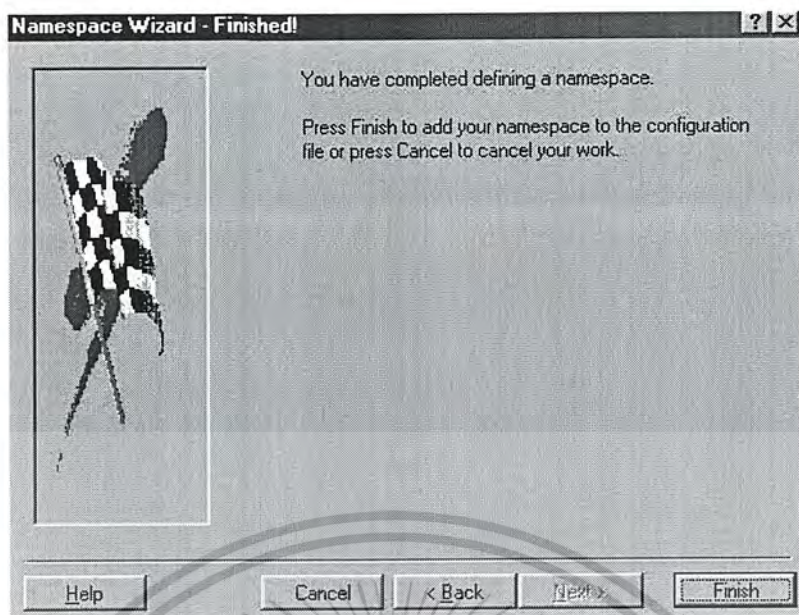 Namespace Wizard - Finished!
You have completed defining a namespace.
Press Finish to add your namespace to the configuration
file or press Cancel to cancel your work.
Help
Cancel
< Back
Next >
Finish